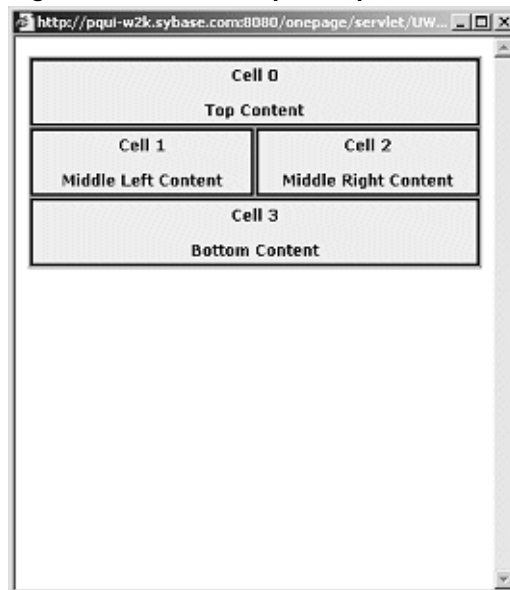 http://pqui-w2k.sybase.com:8080/onepage/servlet/UW...
Cell 0
Top Content
Cell 1
Middle Left Content
Cell 2
Middle Right Content
Cell 3
Bottom Content